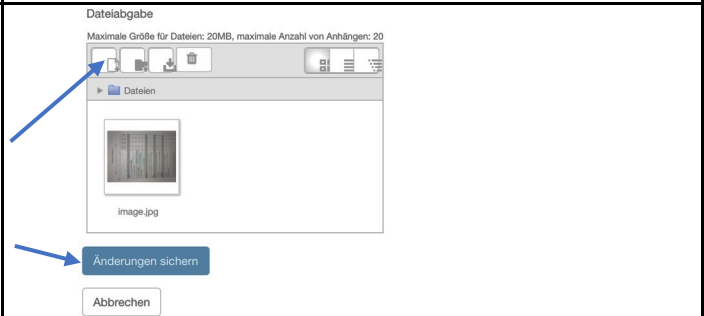 Dateiabgabe
Maximale Größe für Dateien: 20MB, maximale Anzahl von Anhängen: 20
Dateien
image.jpg
Änderungen sichern
Abbrechen